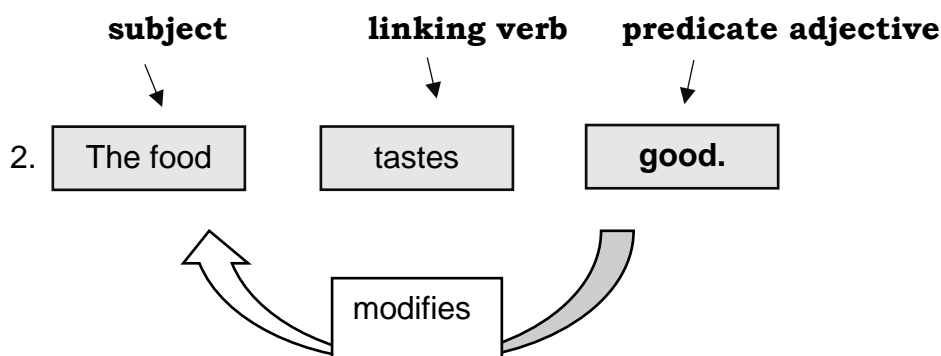 subject linking verb predicate adjective
2. The food tastes good.
modifies